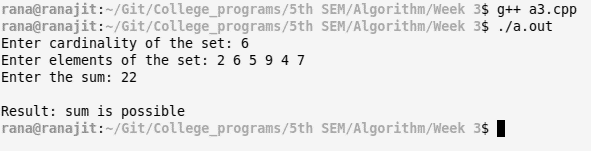 rana@ranajit:~/Git/College_programs/5th SEM/Algorithm/Week 3$ g++ a3.cpp
rana@ranajit:~/Git/College_programs/5th SEM/Algorithm/Week 3$ ./a.out
Enter cardinality of the set: 6
Enter elements of the set: 2 6 5 9 4 7
Enter the sum: 22
Result: sum is possible
rana@ranajit:~/Git/College_programs/5th SEM/Algorithm/Week 3$